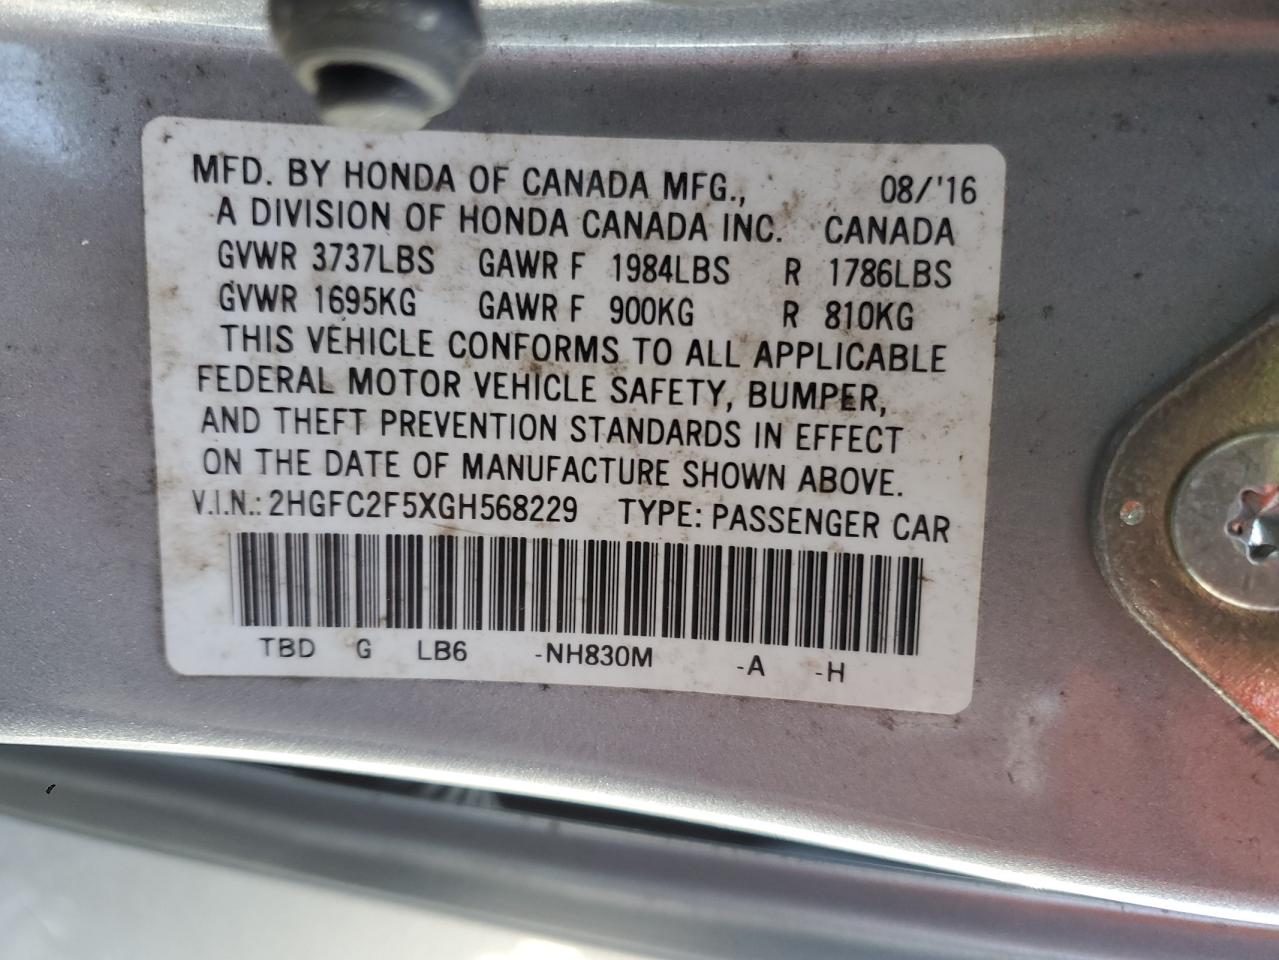 MFD. BY HONDA OF CANADA MFG., 08/'16
A DIVISION OF HONDA CANADA INC. CANADA
GVWR 3737LBS GAWR F 1984LBS R 1786LBS
GVWR 1695KG GAWR F 900KG R 810KG
THIS VEHICLE CONFORMS TO ALL APPLICABLE
FEDERAL MOTOR VEHICLE SAFETY, BUMPER,
AND THEFT PREVENTION STANDARDS IN EFFECT
ON THE DATE OF MANUFACTURE SHOWN ABOVE.
V.I.N.: 2HGFC2F5XGH568229 TYPE: PASSENGER CAR
TBD G LB6 -NH830M -A -H